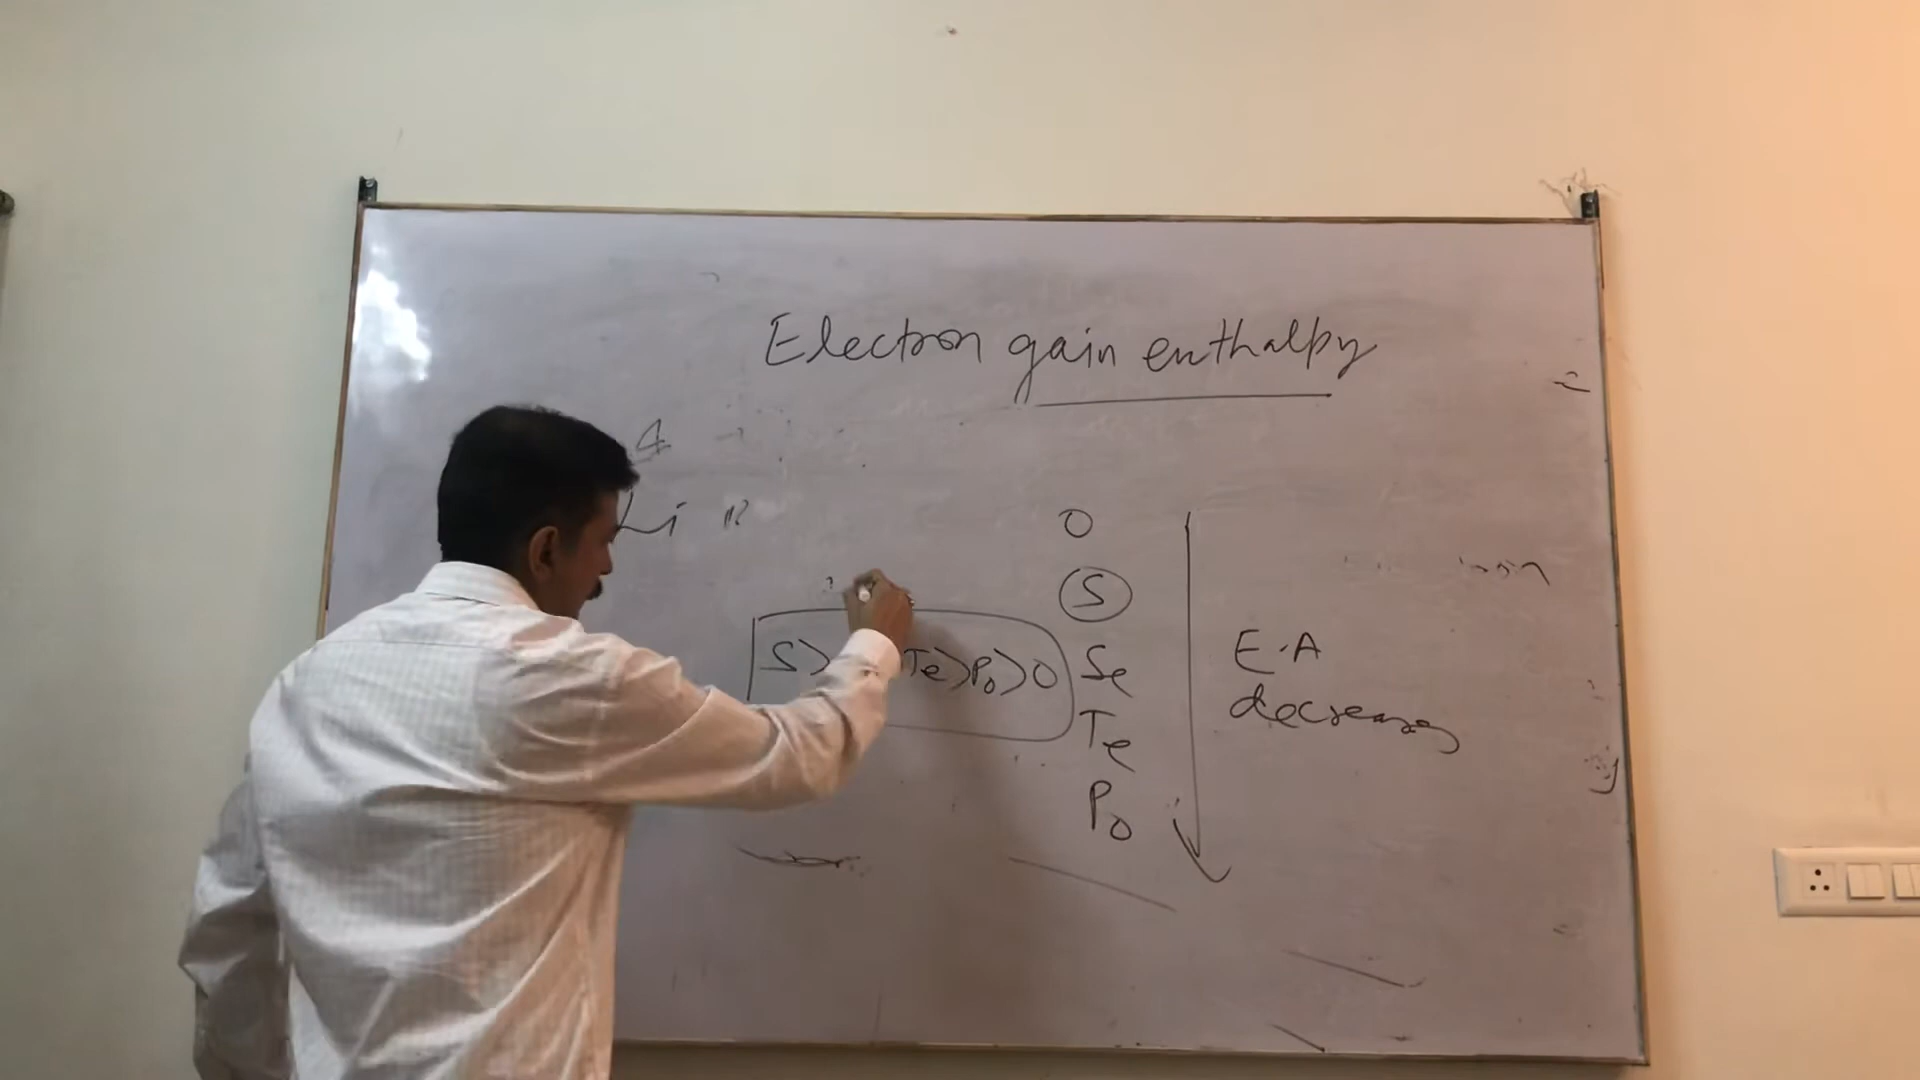 Electron gain enthalpy
Li
O
S
S> Te>Po>O
Se
Te
Po
E.A
decreases